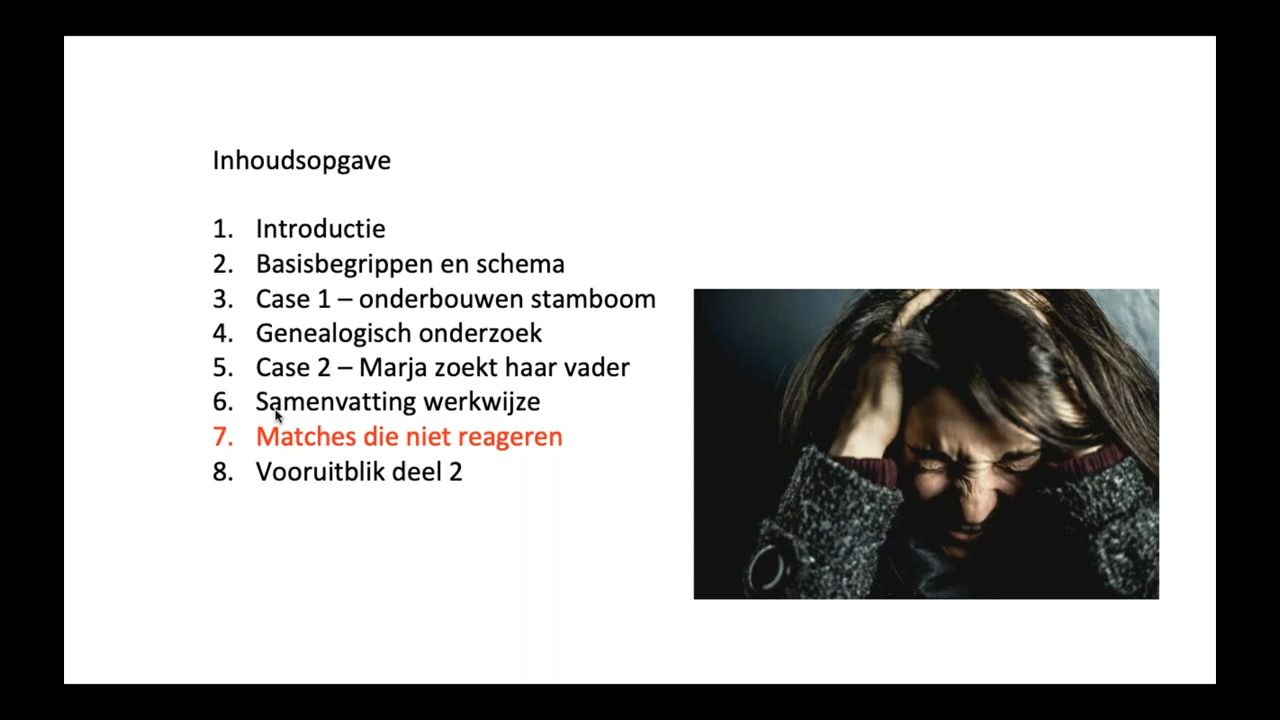 Inhoudsopgave
1. Introductie
2. Basisbegrippen en schema
3. Case 1 – onderbouwen stamboom
4. Genealogisch onderzoek
5. Case 2 – Marja zoekt haar vader
6. Samenvatting werkwijze
7. Matches die niet reageren
8. Vooruitblik deel 2